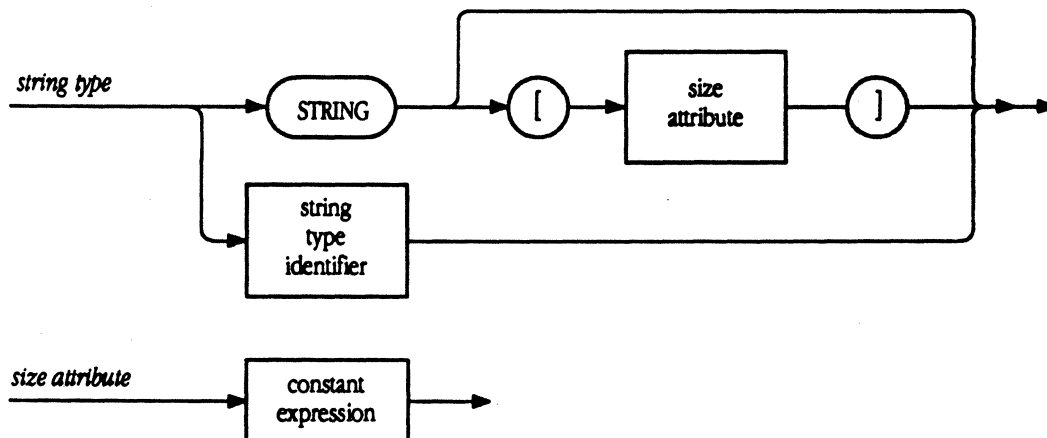 string type
STRING
[
size
attribute
]
string
type
identifier
size attribute
constant
expression